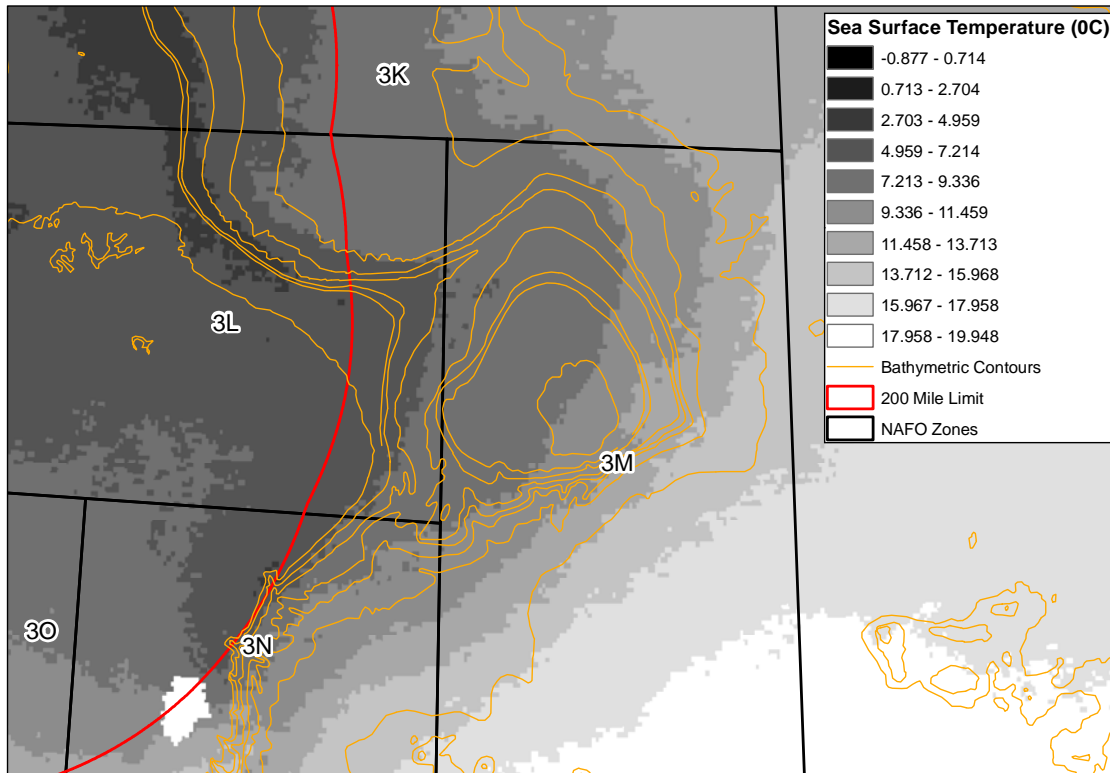 Sea Surface Temperature (0C)
-0.877 - 0.714
0.713 - 2.704
2.703 - 4.959
4.959 - 7.214
7.213 - 9.336
9.336 - 11.459
11.458 - 13.713
13.712 - 15.968
15.967 - 17.958
17.958 - 19.948
Bathymetric Contours
200 Mile Limit
NAFO Zones
3K
3L
3M
3O
3N